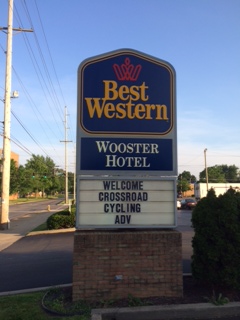 Best
Western
WOOSTER
HOTEL
WELCOME
CROSSROAD
CYCLING
ADV